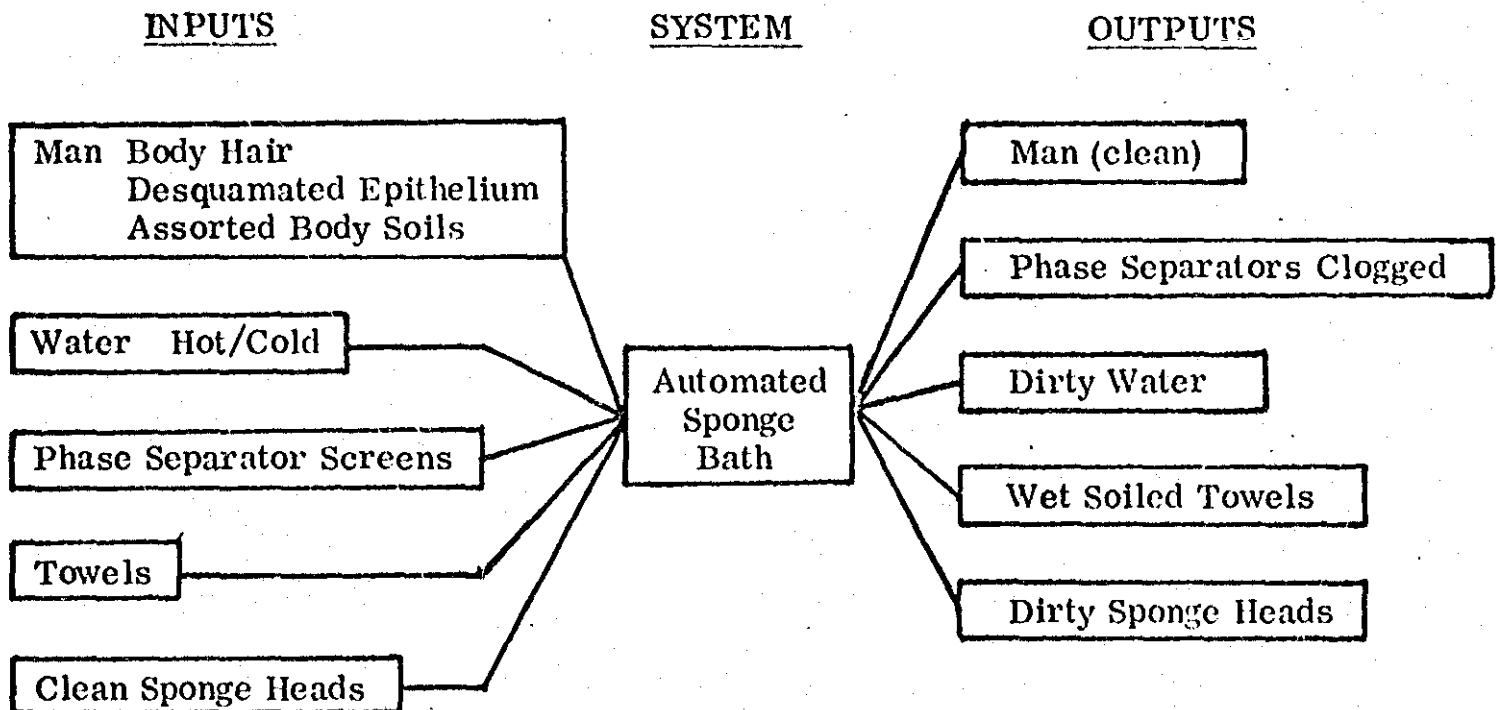 INPUTS
SYSTEM
OUTPUTS
Man Body Hair
Desquamated Epithelium
Assorted Body Soils
Water Hot/Cold
Phase Separator Screens
Towels
Clean Sponge Heads
Automated
Sponge
Bath
Man (clean)
Phase Separators Clogged
Dirty Water
Wet Soiled Towels
Dirty Sponge Heads